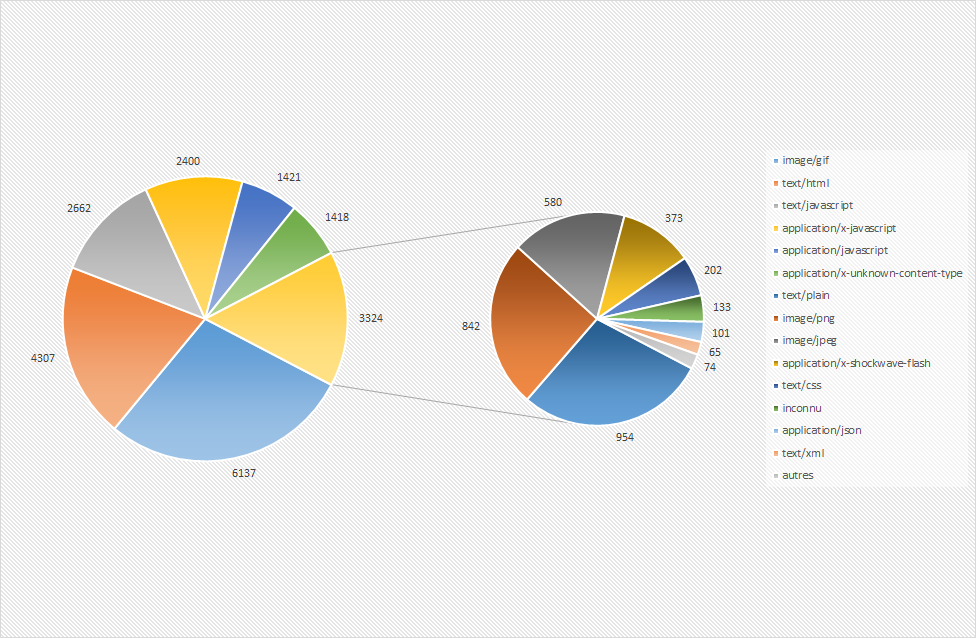 2400
1421
2662
1418
4307
3324
6137
580
373
202
842
133
101
65
74
954
image/gif
text/html
text/javascript
application/x-javascript
application/javascript
application/x-unknown-content-type
text/plain
image/png
image/jpeg
application/x-shockwave-flash
text/css
inconnu
application/json
text/xml
autres